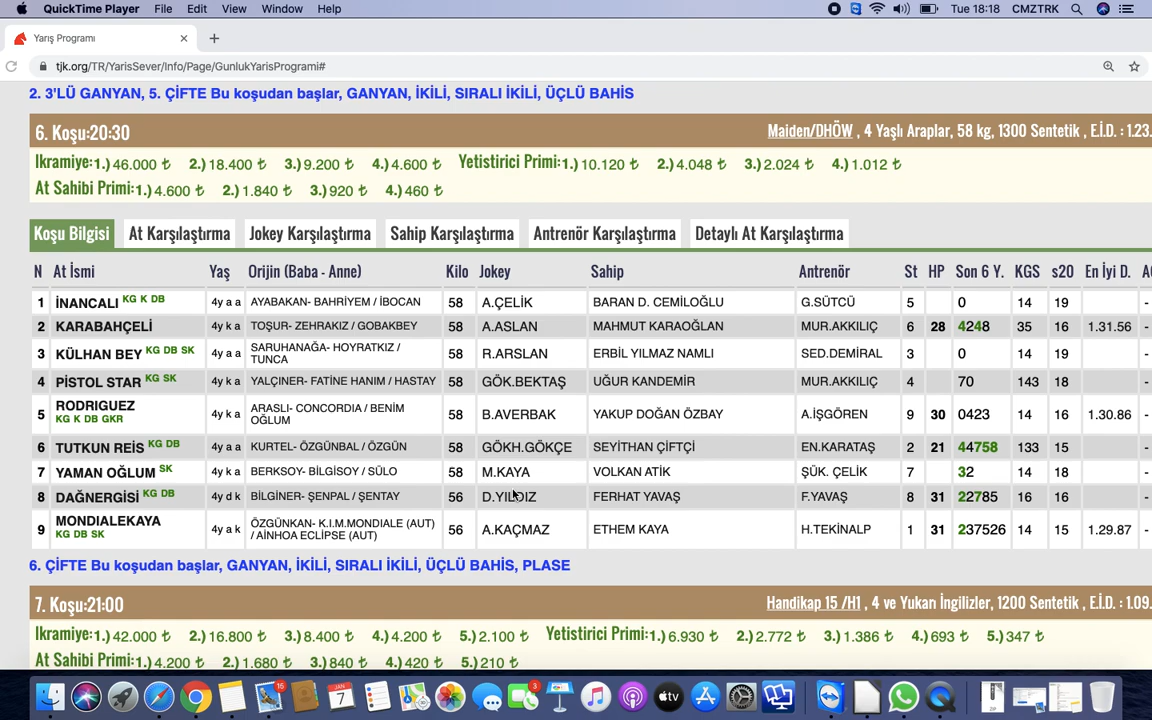 QuickTime Player File Edit View Window Help Tue 18:18 CMZTRK
Yarış Programı
tjk.org/TR/YarisSever/Info/Page/GunlukYarisProgrami#
2. 3'LÜ GANYAN, 5. ÇİFTE Bu koşudan başlar, GANYAN, İKİLİ, SIRALI İKİLİ, ÜÇLÜ BAHİS
6. Koşu:20:30 Maiden/DHÖW , 4 Yaşlı Araplar, 58 kg, 1300 Sentetik , E.İ.D. : 1.23.
Ikramiye:1.)46.000 ₺ 2.)18.400 ₺ 3.)9.200 ₺ 4.)4.600 ₺ Yetistirici Primi:1.)10.120 ₺ 2.)4.048 ₺ 3.)2.024 ₺ 4.)1.012 ₺
At Sahibi Primi:1.)4.600 ₺ 2.)1.840 ₺ 3.)920 ₺ 4.)460 ₺
Koşu Bilgisi At Karşılaştırma Jokey Karşılaştırma Sahip Karşılaştırma Antrenör Karşılaştırma Detaylı At Karşılaştırma
N At İsmi Yaş Orijin (Baba - Anne) Kilo Jokey Sahip Antrenör St HP Son 6 Y. KGS s20 En İyi D.
1 İNANCALI KG K DB 4y a a AYABAKAN- BAHRİYEM / İBOCAN 58 A.ÇELİK BARAN D. CEMİLOĞLU G.SÜTCÜ 5 0 14 19 -
2 KARABAHÇELİ 4y k a TOŞUR- ZEHRAKIZ / GOBAKBEY 58 A.ASLAN MAHMUT KARAOĞLAN MUR.AKKILIÇ 6 28 4248 35 16 1.31.56 -
3 KÜLHAN BEY KG DB SK 4y a a SARUHANAĞA- HOYRATKIZ / TUNCA 58 R.ARSLAN ERBİL YILMAZ NAMLI SED.DEMİRAL 3 0 14 19 -
4 PİSTOL STAR KG SK 4y k a YALÇINER- FATİNE HANIM / HASTAY 58 GÖK.BEKTAŞ UĞUR KANDEMİR MUR.AKKILIÇ 4 70 143 18 -
5 RODRIGUEZ KG K DB GKR 4y k a ARASLI- CONCORDIA / BENİM OĞLUM 58 B.AVERBAK YAKUP DOĞAN ÖZBAY A.İŞGÖREN 9 30 0423 14 16 1.30.86 -
6 TUTKUN REİS KG DB 4y a a KURTEL- ÖZGÜNBAL / ÖZGÜN 58 GÖKH.GÖKÇE SEYİTHAN ÇİFTÇİ EN.KARATAŞ 2 21 44758 133 15 -
7 YAMAN OĞLUM SK 4y k a BERKSOY- BİLGİSOY / SÜLO 58 M.KAYA VOLKAN ATİK ŞÜK. ÇELİK 7 32 14 18 -
8 DAĞNERGİSİ KG DB 4y d k BİLGİNER- ŞENPAL / ŞENTAY 56 D.YILDIZ FERHAT YAVAŞ F.YAVAŞ 8 31 22785 16 16 -
9 MONDIALEKAYA KG DB SK 4y a k ÖZGÜNKAN- K.I.M.MONDIALE (AUT) / AİNHOA ECLİPSE (AUT) 56 A.KAÇMAZ ETHEM KAYA H.TEKİNALP 1 31 237526 14 15 1.29.87 -
6. ÇİFTE Bu koşudan başlar, GANYAN, İKİLİ, SIRALI İKİLİ, ÜÇLÜ BAHİS, PLASE
7. Koşu:21:00 Handikap 15 /H1 , 4 ve Yukarı İngilizler, 1200 Sentetik , E.İ.D. : 1.09.
Ikramiye:1.)42.000 ₺ 2.)16.800 ₺ 3.)8.400 ₺ 4.)4.200 ₺ 5.)2.100 ₺ Yetistirici Primi:1.)6.930 ₺ 2.)2.772 ₺ 3.)1.386 ₺ 4.)693 ₺ 5.)347 ₺
At Sahibi Primi:1.)4.200 ₺ 2.)1.680 ₺ 3.)840 ₺ 4.)420 ₺ 5.)210 ₺
16 JAN 7 3 tv